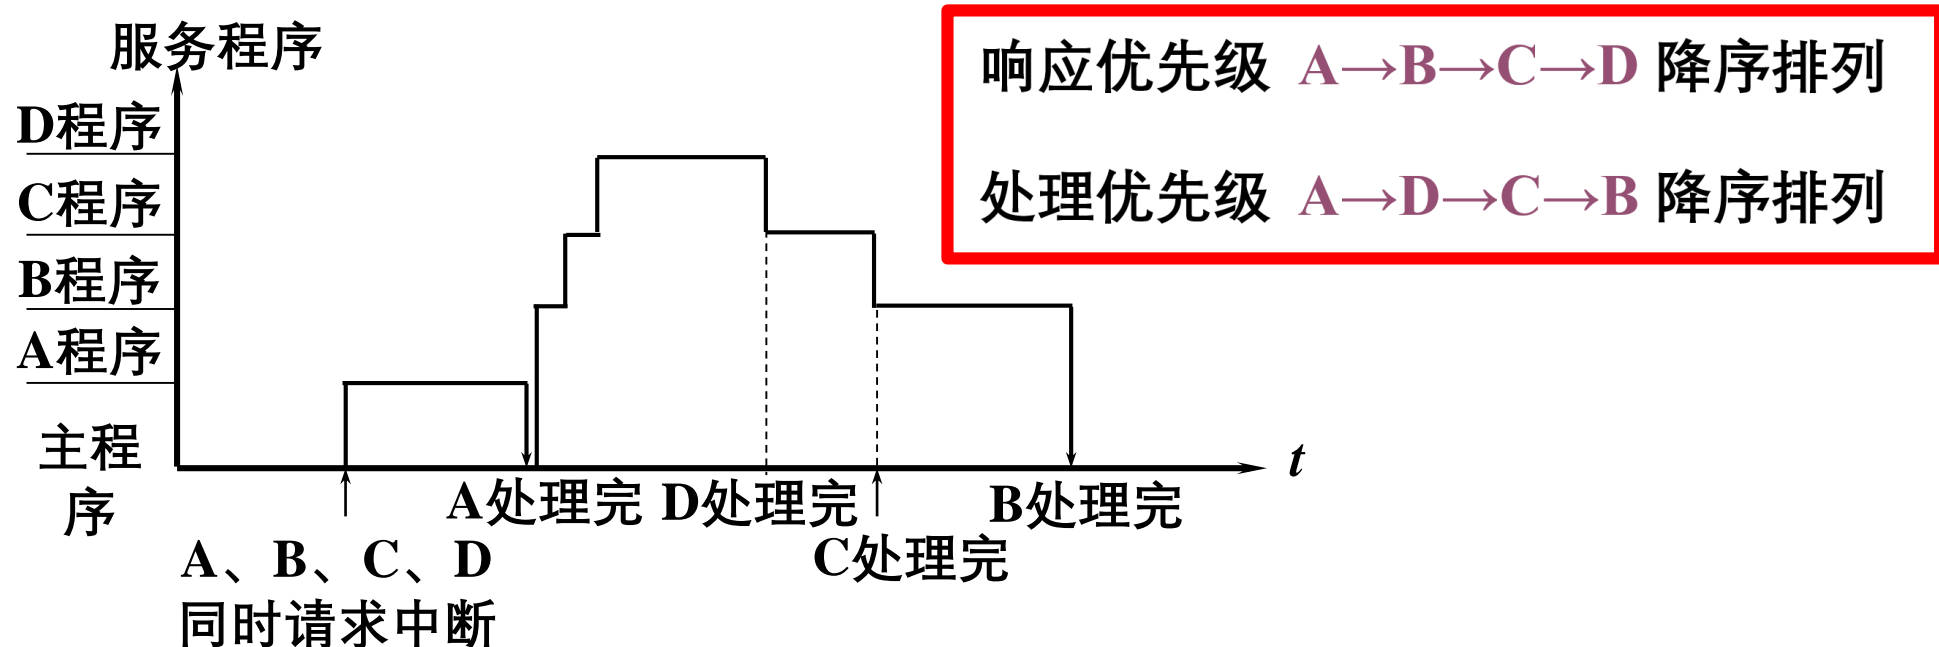 服务程序
D程序
C程序
B程序
A程序
主程
序
响应优先级 A→B→C→D 降序排列
处理优先级 A→D→C→B 降序排列
t
A处理完 D处理完 B处理完
C处理完
A、B、C、D
同时请求中断